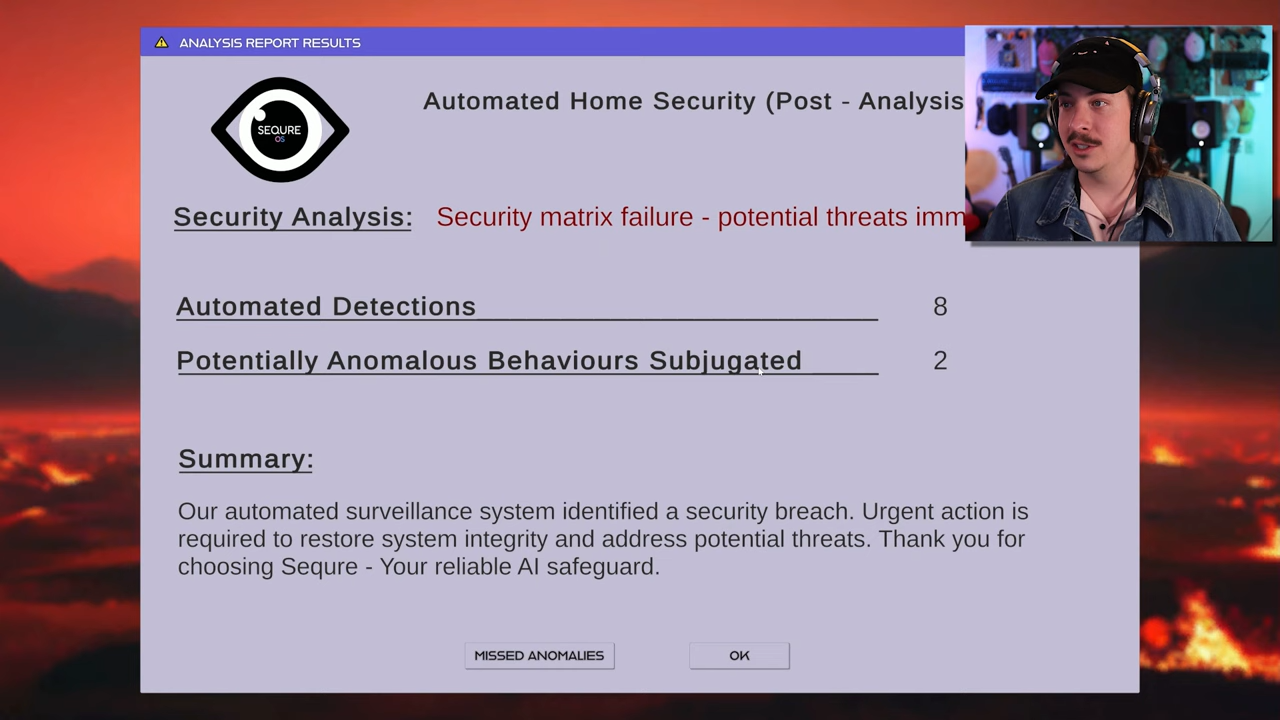 ANALYSIS REPORT RESULTS
SEQURE
OS
Automated Home Security (Post - Analysis
Security Analysis: Security matrix failure - potential threats imm
Automated Detections 8
Potentially Anomalous Behaviours Subjugated 2
Summary:
Our automated surveillance system identified a security breach. Urgent action is
required to restore system integrity and address potential threats. Thank you for
choosing Sequre - Your reliable AI safeguard.
MISSED ANOMALIES OK